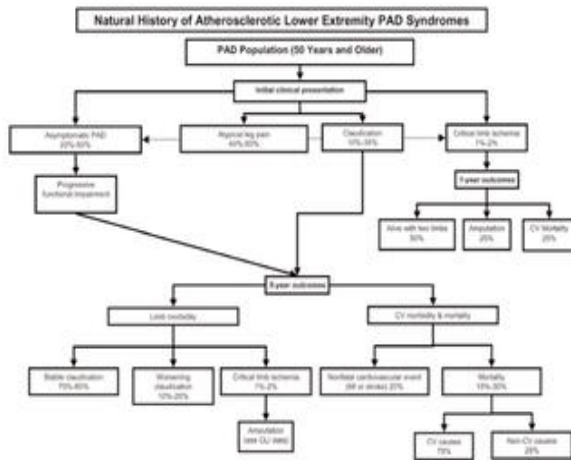 Natural History of Atherosclerotic Lower Extremity PAD Syndromes
PAD Population (50 Years and Older)
Initial clinical presentation
Asymptomatic PAD
20%-50%
Atypical leg pain
40%-50%
Claudication
10%-35%
Critical limb ischemia
1%-2%
Progressive
functional impairment
1-year outcomes
Alive with two limbs
50%
Amputation
25%
CV Mortality
25%
5-year outcomes
Limb morbidity
CV morbidity & mortality
Stable claudication
70%-80%
Worsening
claudication
10%-20%
Critical limb ischemia
1%-2%
Nonfatal cardiovascular event
(MI or stroke) 20%
Mortality
15%-30%
Amputation
(see CLI data)
CV causes
75%
Non-CV causes
25%